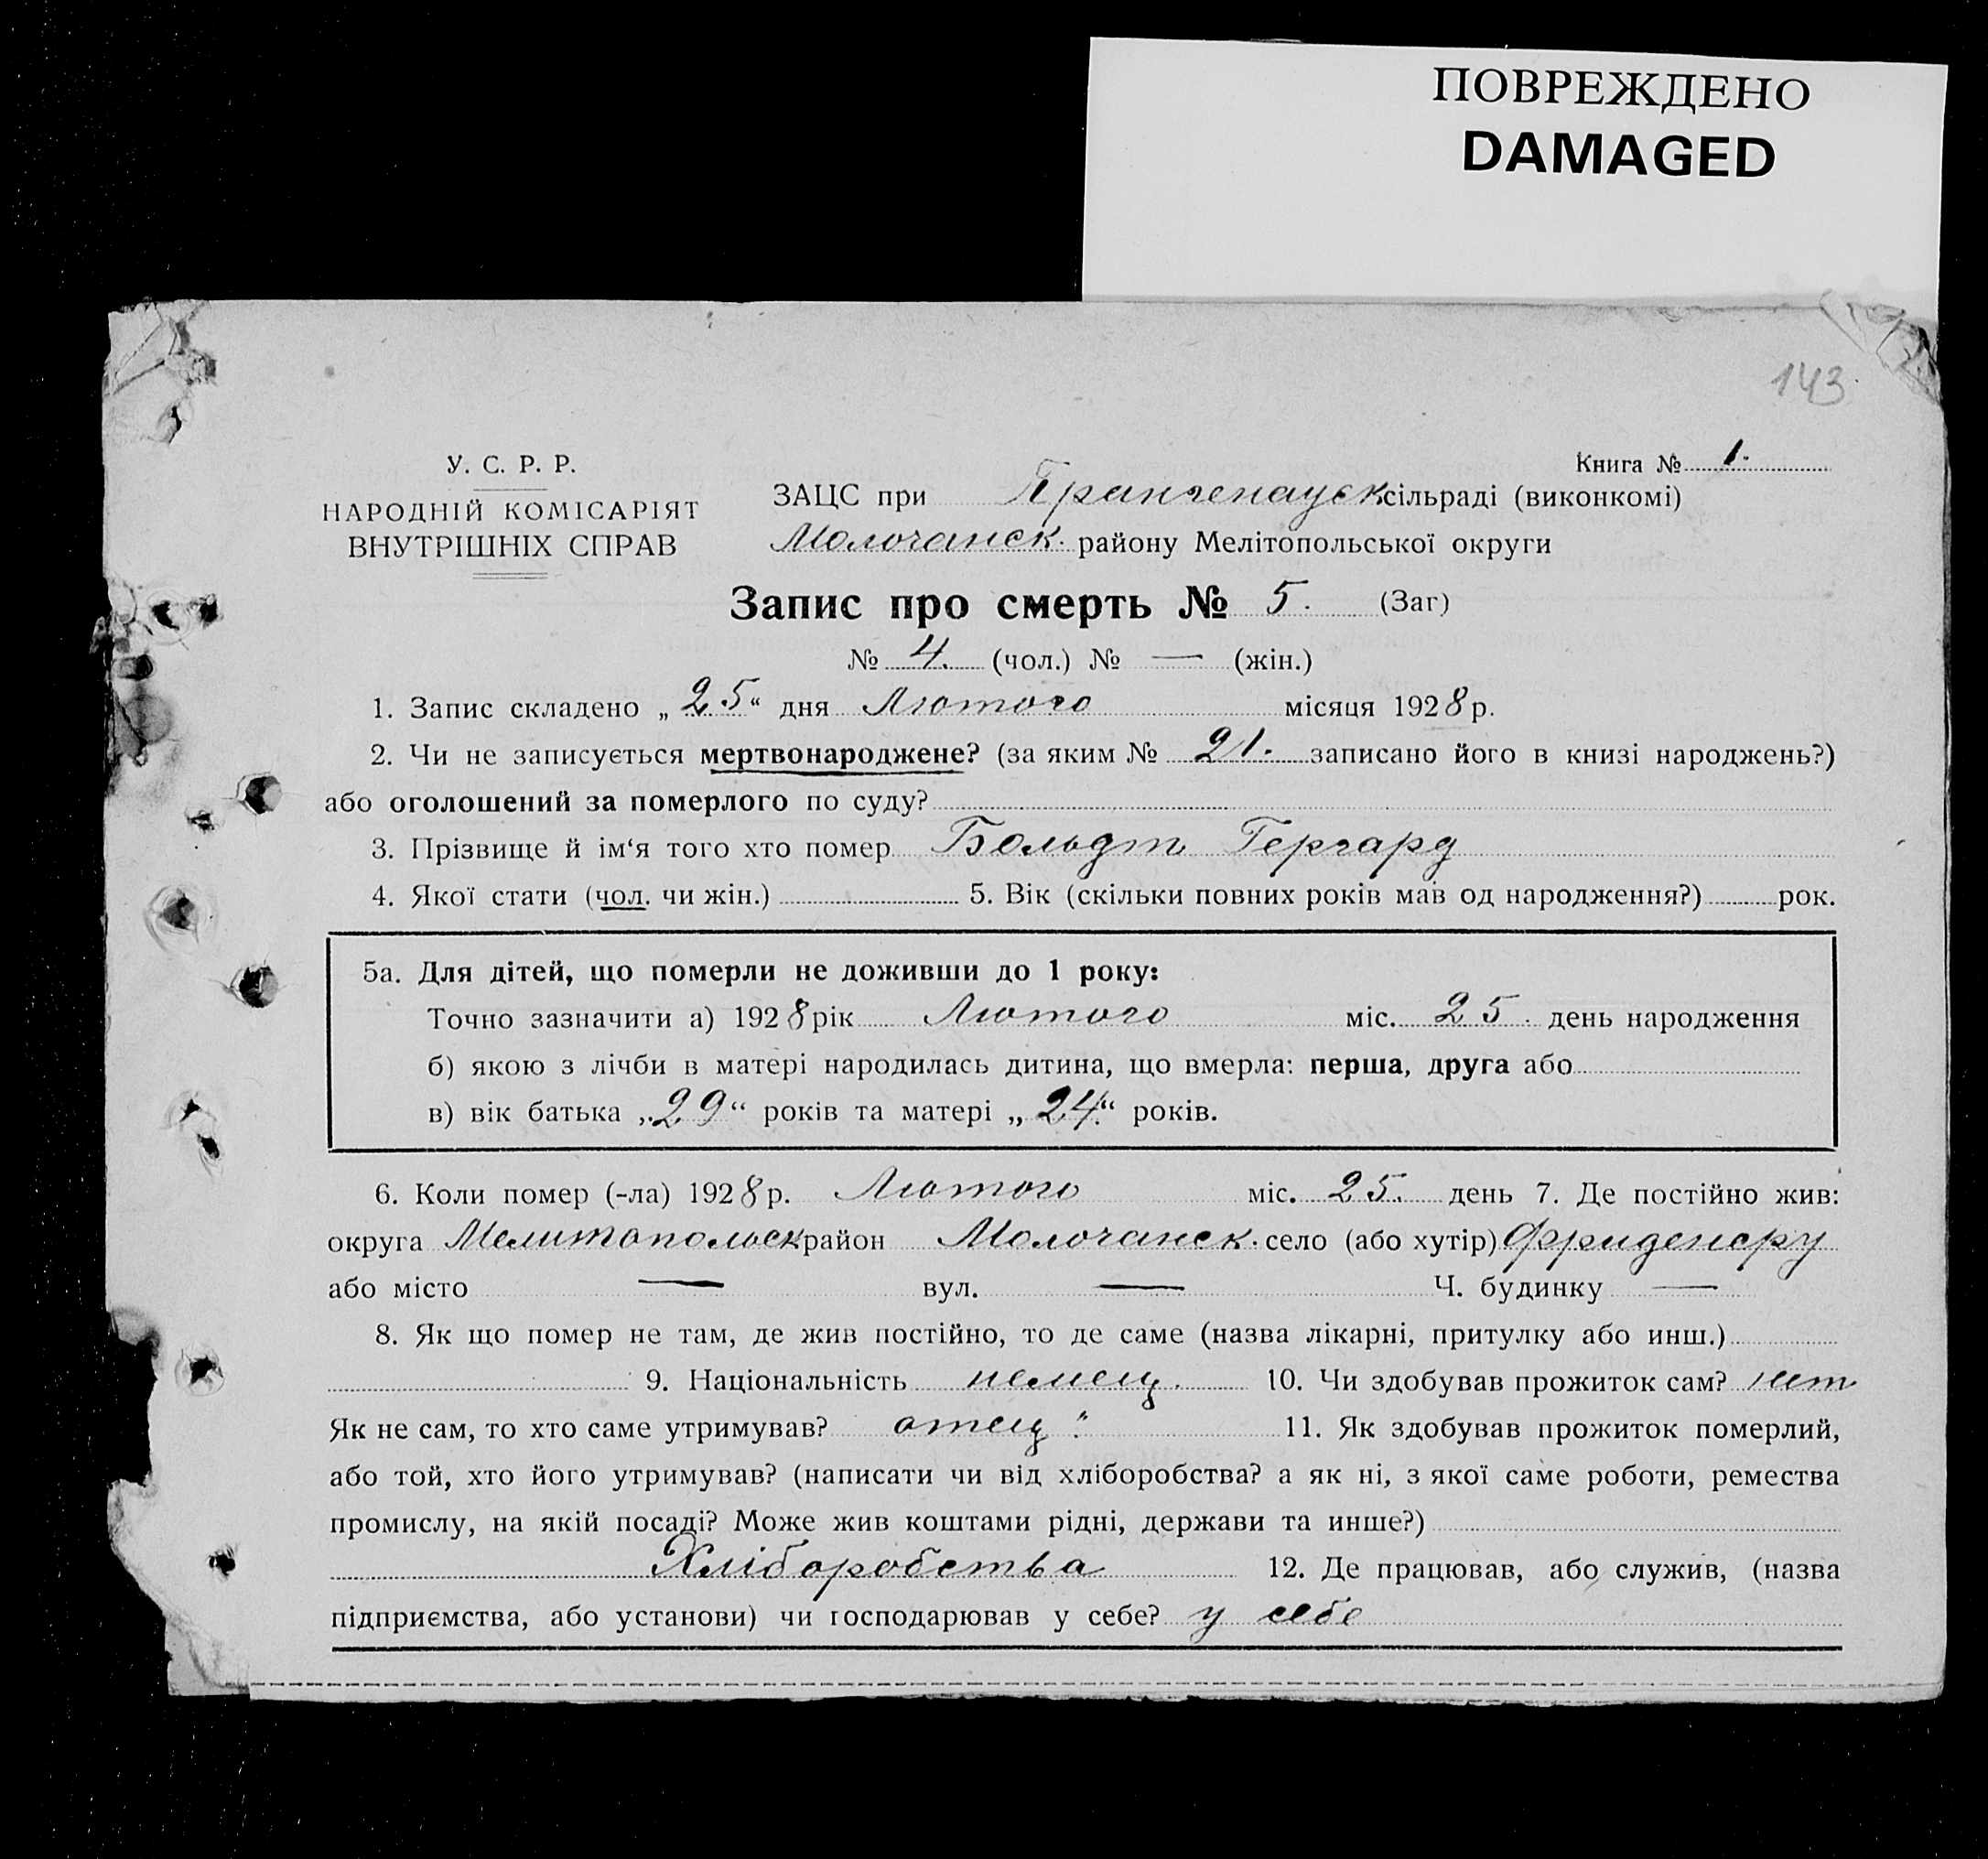 ПОВРЕЖДЕНО
DAMAGED
143
У. С. Р. Р.
НАРОДНІЙ КОМІСАРІЯТ
ВНУТРІШНІХ СПРАВ
Книга № 1.
ЗАЦС при Прангенауск сільраді (виконкомі)
Молочанск. району Мелітопольської округи
Запис про смерть № 5. (Заг)
№ 4. (чол.) № — (жін.)
1. Запис складено „25“ дня Лютого місяця 1928 р.
2. Чи не записується мертвонароджене? (за яким № 21. записано його в книзі народжень?)
або оголошений за померлого по суду?
3. Прізвище й ім‘я того хто помер Больдт Гергард
4. Якої стати (чол. чи жін.) 5. Вік (скільки повних років мав од народження?) рок.
5а. Для дітей, що померли не доживши до 1 року:
Точно зазначити а) 1928 рік Лютого міс. 25. день народження
б) якою з лічби в матері народилась дитина, що вмерла: перша, друга або
в) вік батька „29“ років та матері „24.“ років.
6. Коли помер (-ла) 1928 р. Лютого міс. 25. день 7. Де постійно жив:
округа Мелитопольск район Молочанск. село (або хутір)
або місто — вул. — Ч. будинку —
8. Як що помер не там, де жив постійно, то де саме (назва лікарні, притулку або инш.)
9. Національність немец. 10. Чи здобував прожиток сам? нет
Як не сам, то хто саме утримував? отец 11. Як здобував прожиток померлий,
або той, хто його утримував? (написати чи від хліборобства? а як ні, з якої саме роботи, ремества
промислу, на якій посаді? Може жив коштами рідні, держави та инше?)
Хліборобства 12. Де працював, або служив, (назва
підприємства, або установи) чи господарював у себе? у себе